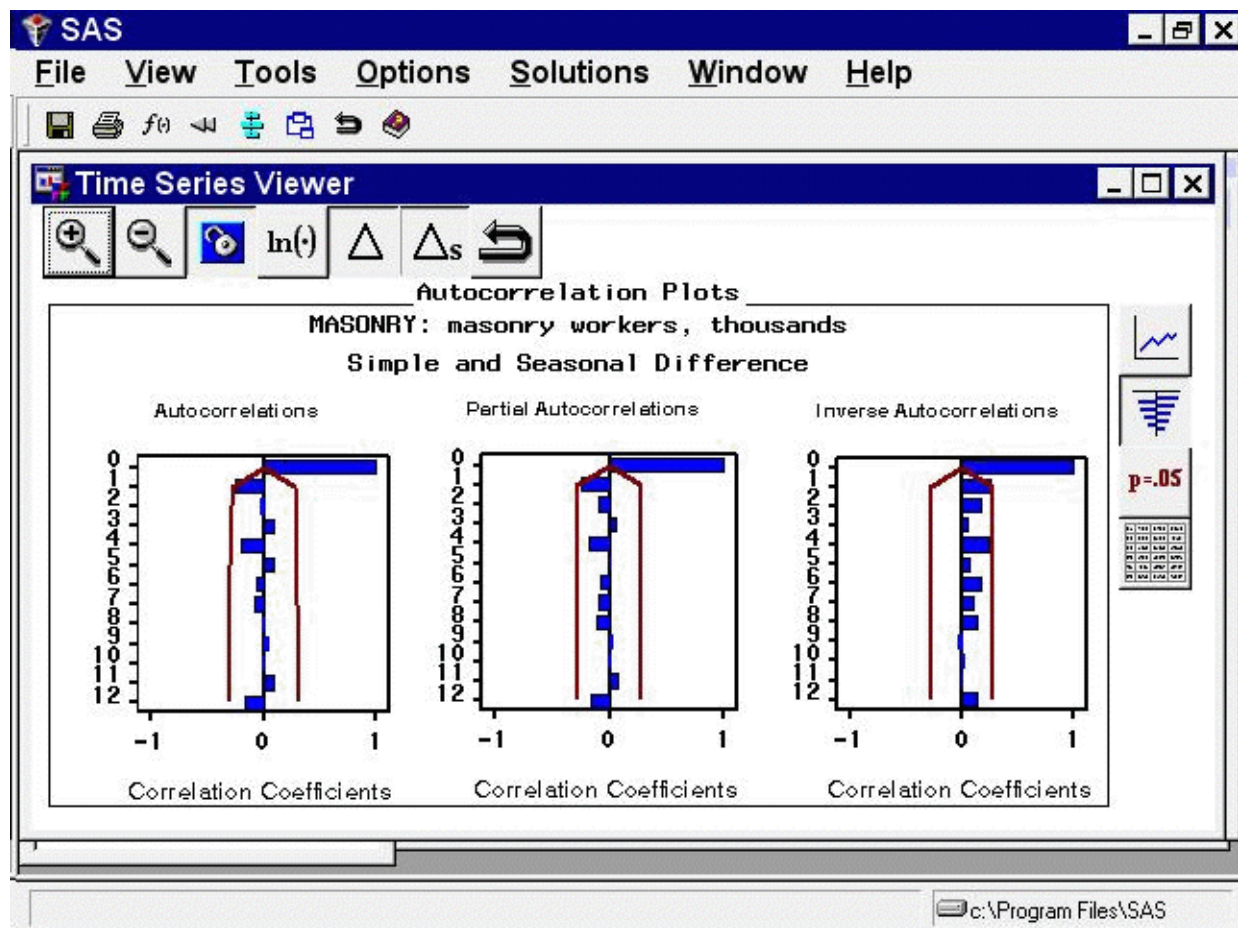 SAS
File View Tools Options Solutions Window Help
f(·)
Time Series Viewer
ln(·) Δ Δs
Autocorrelation Plots
MASONRY: masonry workers, thousands
Simple and Seasonal Difference
Autocorrelations
0
1
2
3
4
5
6
7
8
9
10
11
12
-1 0 1
Correlation Coefficients
Partial Autocorrelations
0
1
2
3
4
5
6
7
8
9
10
11
12
-1 0 1
Correlation Coefficients
Inverse Autocorrelations
0
1
2
3
4
5
6
7
8
9
10
11
12
-1 0 1
Correlation Coefficients
p=.05
c:\Program Files\SAS